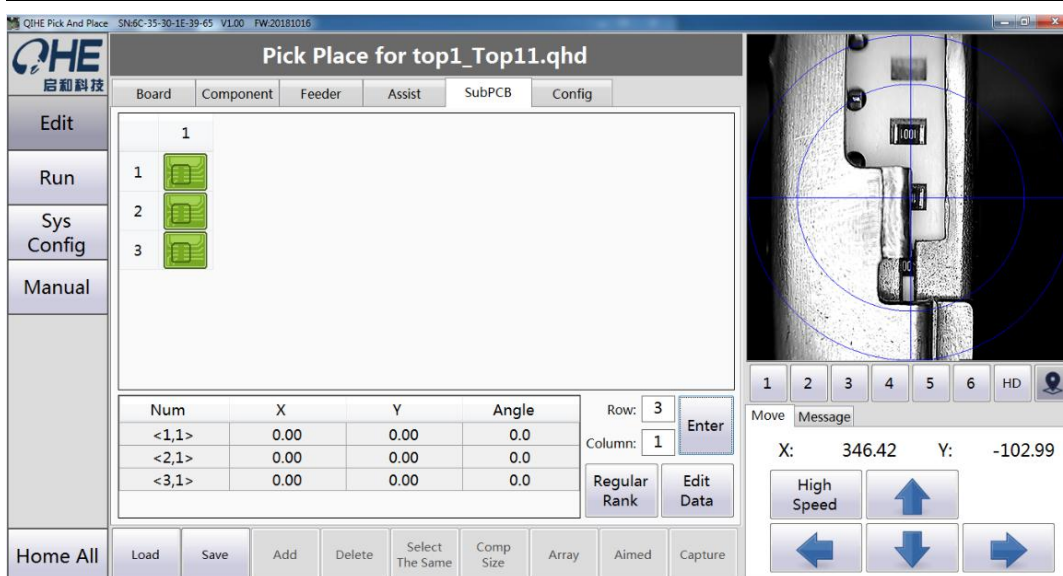 QIHE Pick And Place SN:6C-35-30-1E-39-65 V1.00 FW:20181016
QiHE
启和科技
Pick Place for top1_Top11.qhd
Board Component Feeder Assist SubPCB Config
Edit
Run
Sys
Config
Manual
Home All
1
1
2
3
Num X Y Angle
<1,1> 0.00 0.00 0.0
<2,1> 0.00 0.00 0.0
<3,1> 0.00 0.00 0.0
Row: 3
Column: 1
Enter
Regular
Rank
Edit
Data
Load Save Add Delete Select
The Same Comp
Size Array Aimed Capture
1001
1 2 3 4 5 6 HD
Move Message
X: 346.42 Y: -102.99
High
Speed